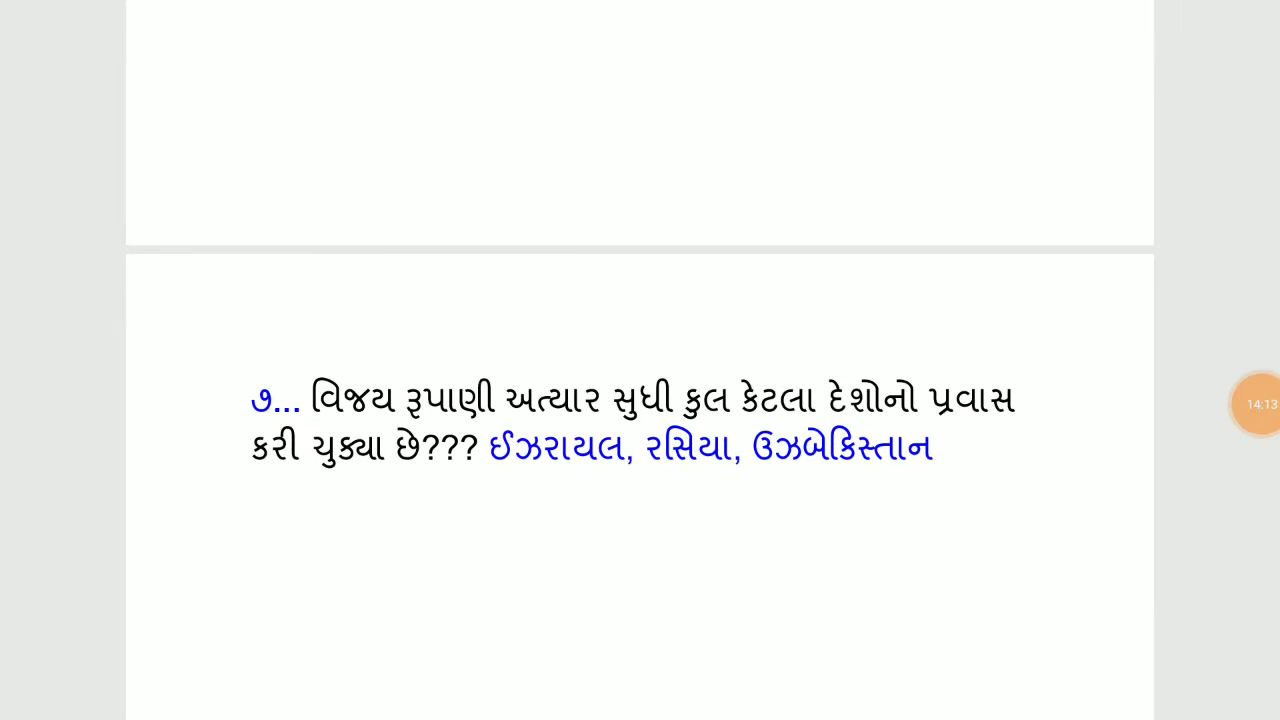 ૭... વિજય રૂપાણી અત્યાર સુધી કુલ કેટલા દેશોનો પ્રવાસ
કરી ચુક્યા છે??? ઈઝરાયલ, રસિયા, ઉઝબેકિસ્તાન
14:13